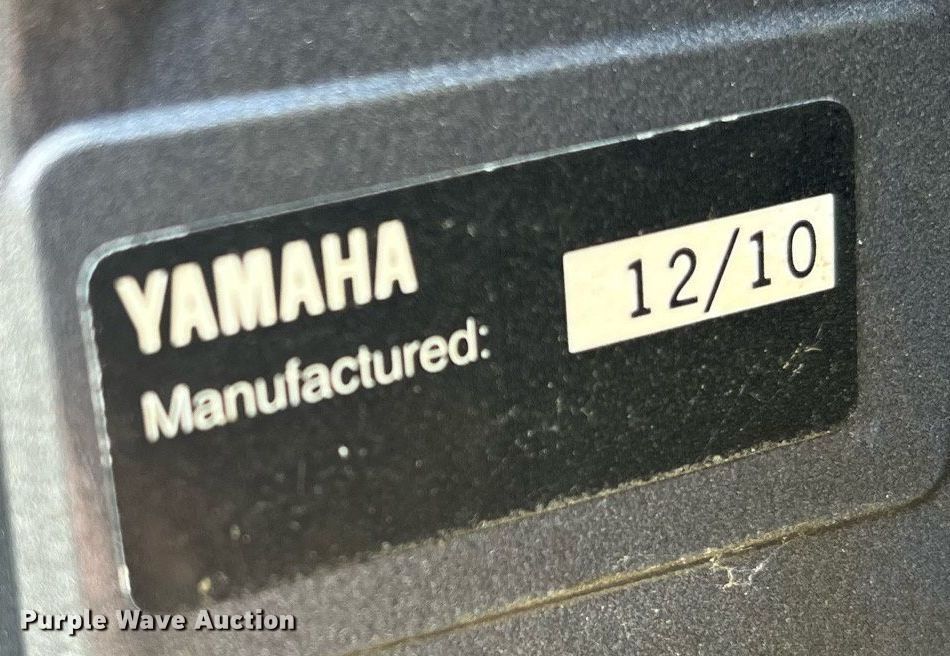 YAMAHA
Manufactured:
12/10
Purple Wave Auction